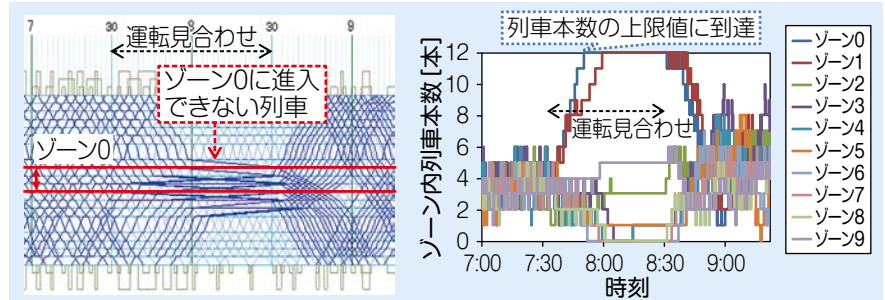 7
30
8
30
9
運転見合わせ
ゾーン0に進入
できない列車
ゾーン0
列車本数の上限値に到達
ゾーン内列車本数[本]
12
10
8
6
4
2
0
運転見合わせ
7:00
7:30
8:00
8:30
9:00
時刻
ゾーン0
ゾーン1
ゾーン2
ゾーン3
ゾーン4
ゾーン5
ゾーン6
ゾーン7
ゾーン8
ゾーン9